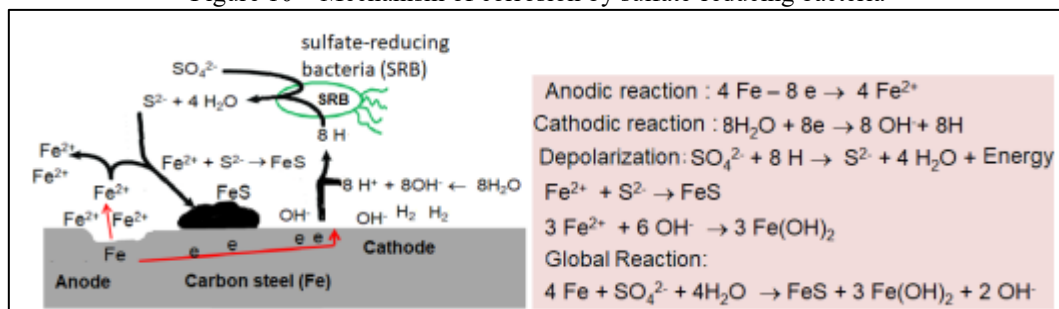 Figure 10 – Mechanism of corrosion by sulfate-reducing bacteria
sulfate-reducing
bacteria (SRB)
SO₄²⁻
SRB
S²⁻ + 4 H₂O
8 H
Fe²⁺
Fe²⁺
Fe²⁺ + S²⁻ → FeS
Fe²⁺
FeS
8 H⁺ + 8OH⁻ ← 8H₂O
Fe²⁺ Fe²⁺
OH⁻
OH⁻ H₂ H₂
Fe
e e e e
Cathode
Anode
Carbon steel (Fe)
Anodic reaction : 4 Fe – 8 e → 4 Fe²⁺
Cathodic reaction : 8H₂O + 8e → 8 OH⁻+ 8H
Depolarization: SO₄²⁻ + 8 H → S²⁻ + 4 H₂O + Energy
Fe²⁺ + S²⁻ → FeS
3 Fe²⁺ + 6 OH⁻ → 3 Fe(OH)₂
Global Reaction:
4 Fe + SO₄²⁻ + 4H₂O → FeS + 3 Fe(OH)₂ + 2 OH⁻